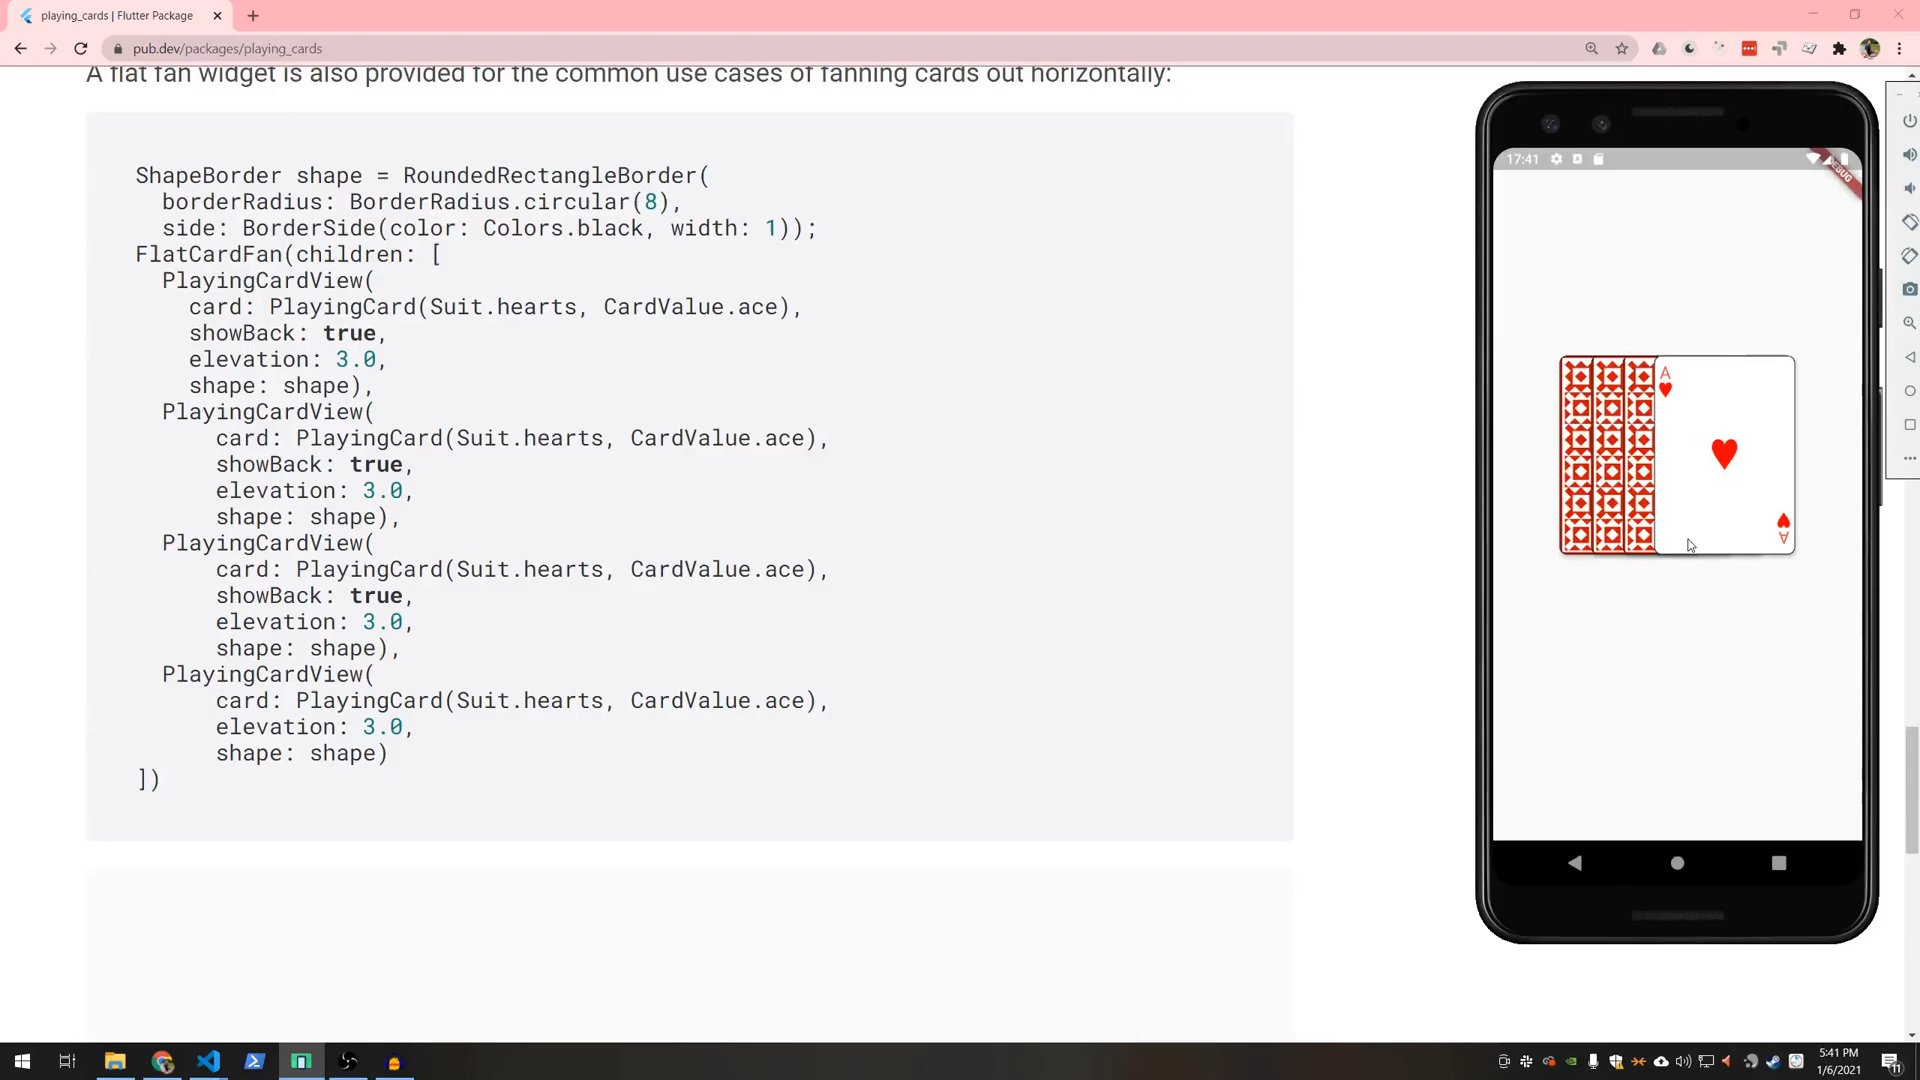 playing_cards | Flutter Package
pub.dev/packages/playing_cards
A flat fan widget is also provided for the common use cases of fanning cards out horizontally:
ShapeBorder shape = RoundedRectangleBorder(
borderRadius: BorderRadius.circular(8),
side: BorderSide(color: Colors.black, width: 1));
FlatCardFan(children: [
PlayingCardView(
card: PlayingCard(Suit.hearts, CardValue.ace),
showBack: true,
elevation: 3.0,
shape: shape),
PlayingCardView(
card: PlayingCard(Suit.hearts, CardValue.ace),
showBack: true,
elevation: 3.0,
shape: shape),
PlayingCardView(
card: PlayingCard(Suit.hearts, CardValue.ace),
showBack: true,
elevation: 3.0,
shape: shape),
PlayingCardView(
card: PlayingCard(Suit.hearts, CardValue.ace),
elevation: 3.0,
shape: shape)
])
17:41
A
A
5:41 PM
1/6/2021
11